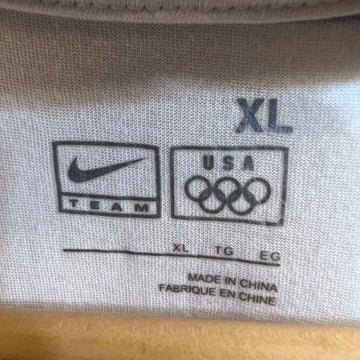 XL
TEAM
USA
XL TG EG
MADE IN CHINA
FABRIQUE EN CHINE